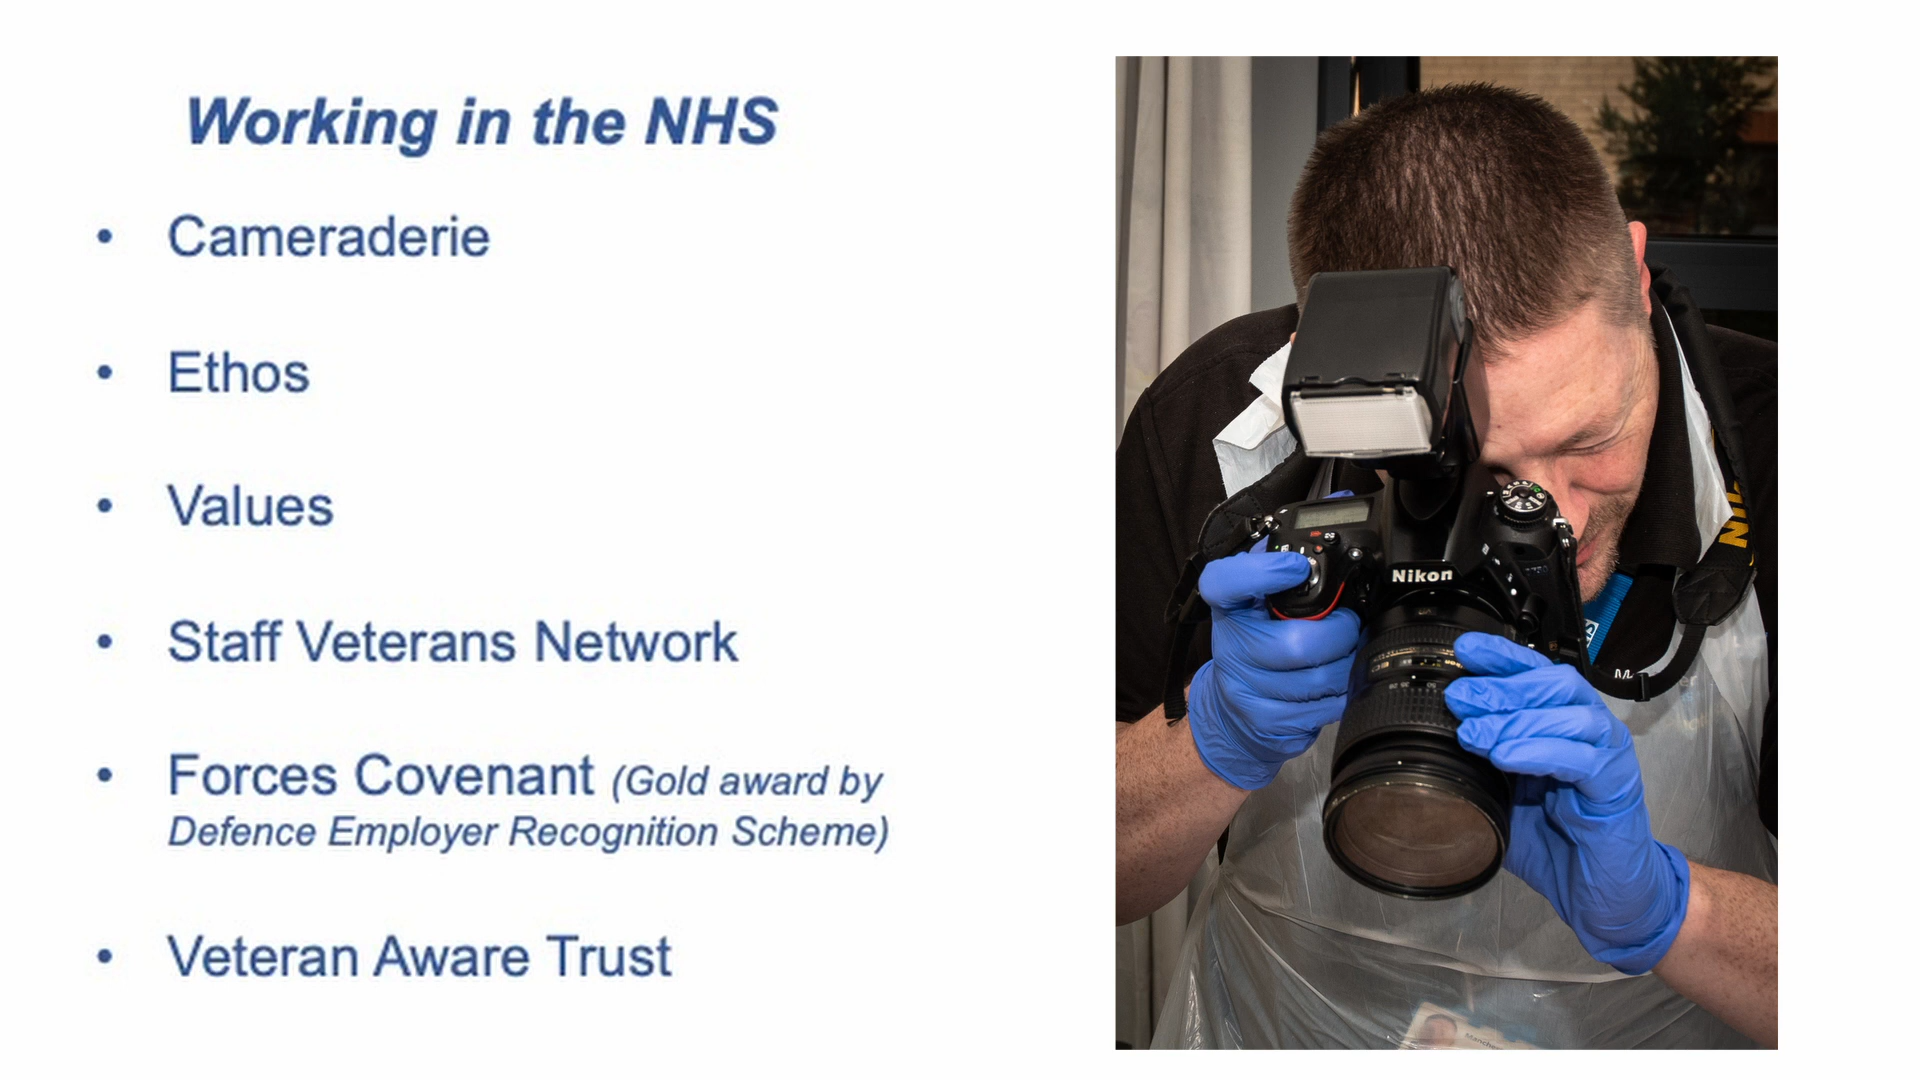 Working in the NHS
• Cameraderie
• Ethos
• Values
• Staff Veterans Network
• Forces Covenant (Gold award by
Defence Employer Recognition Scheme)
• Veteran Aware Trust
Nikon